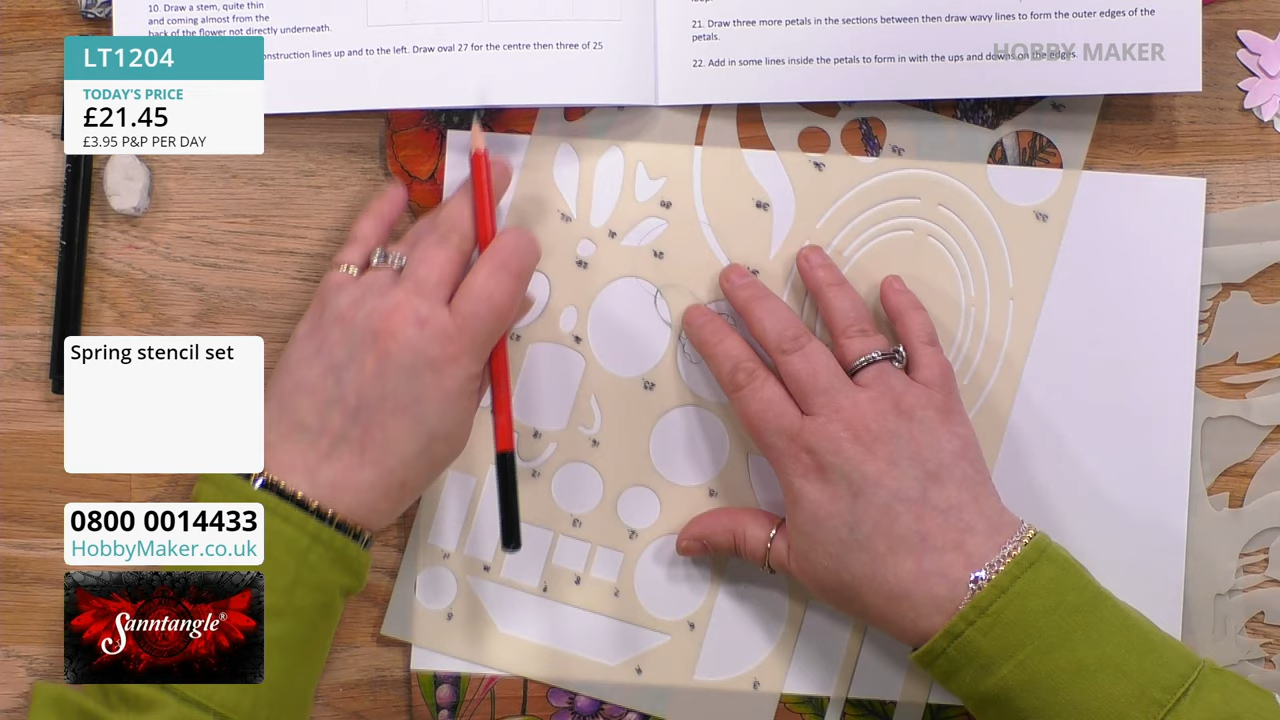 10. Draw a stem, quite thin
and coming almost from the
back of the flower not directly underneath.
onstruction lines up and to the left. Draw oval 27 for the centre then three of 25
21. Draw three more petals in the sections between then draw wavy lines to form the outer edges of the
petals.
22. Add in some lines inside the petals to form in with the ups and downs on the edges.
HOBBY MAKER
LT1204
TODAY'S PRICE
£21.45
£3.95 P&P PER DAY
Spring stencil set
0800 0014433
HobbyMaker.co.uk
Sanntangle®